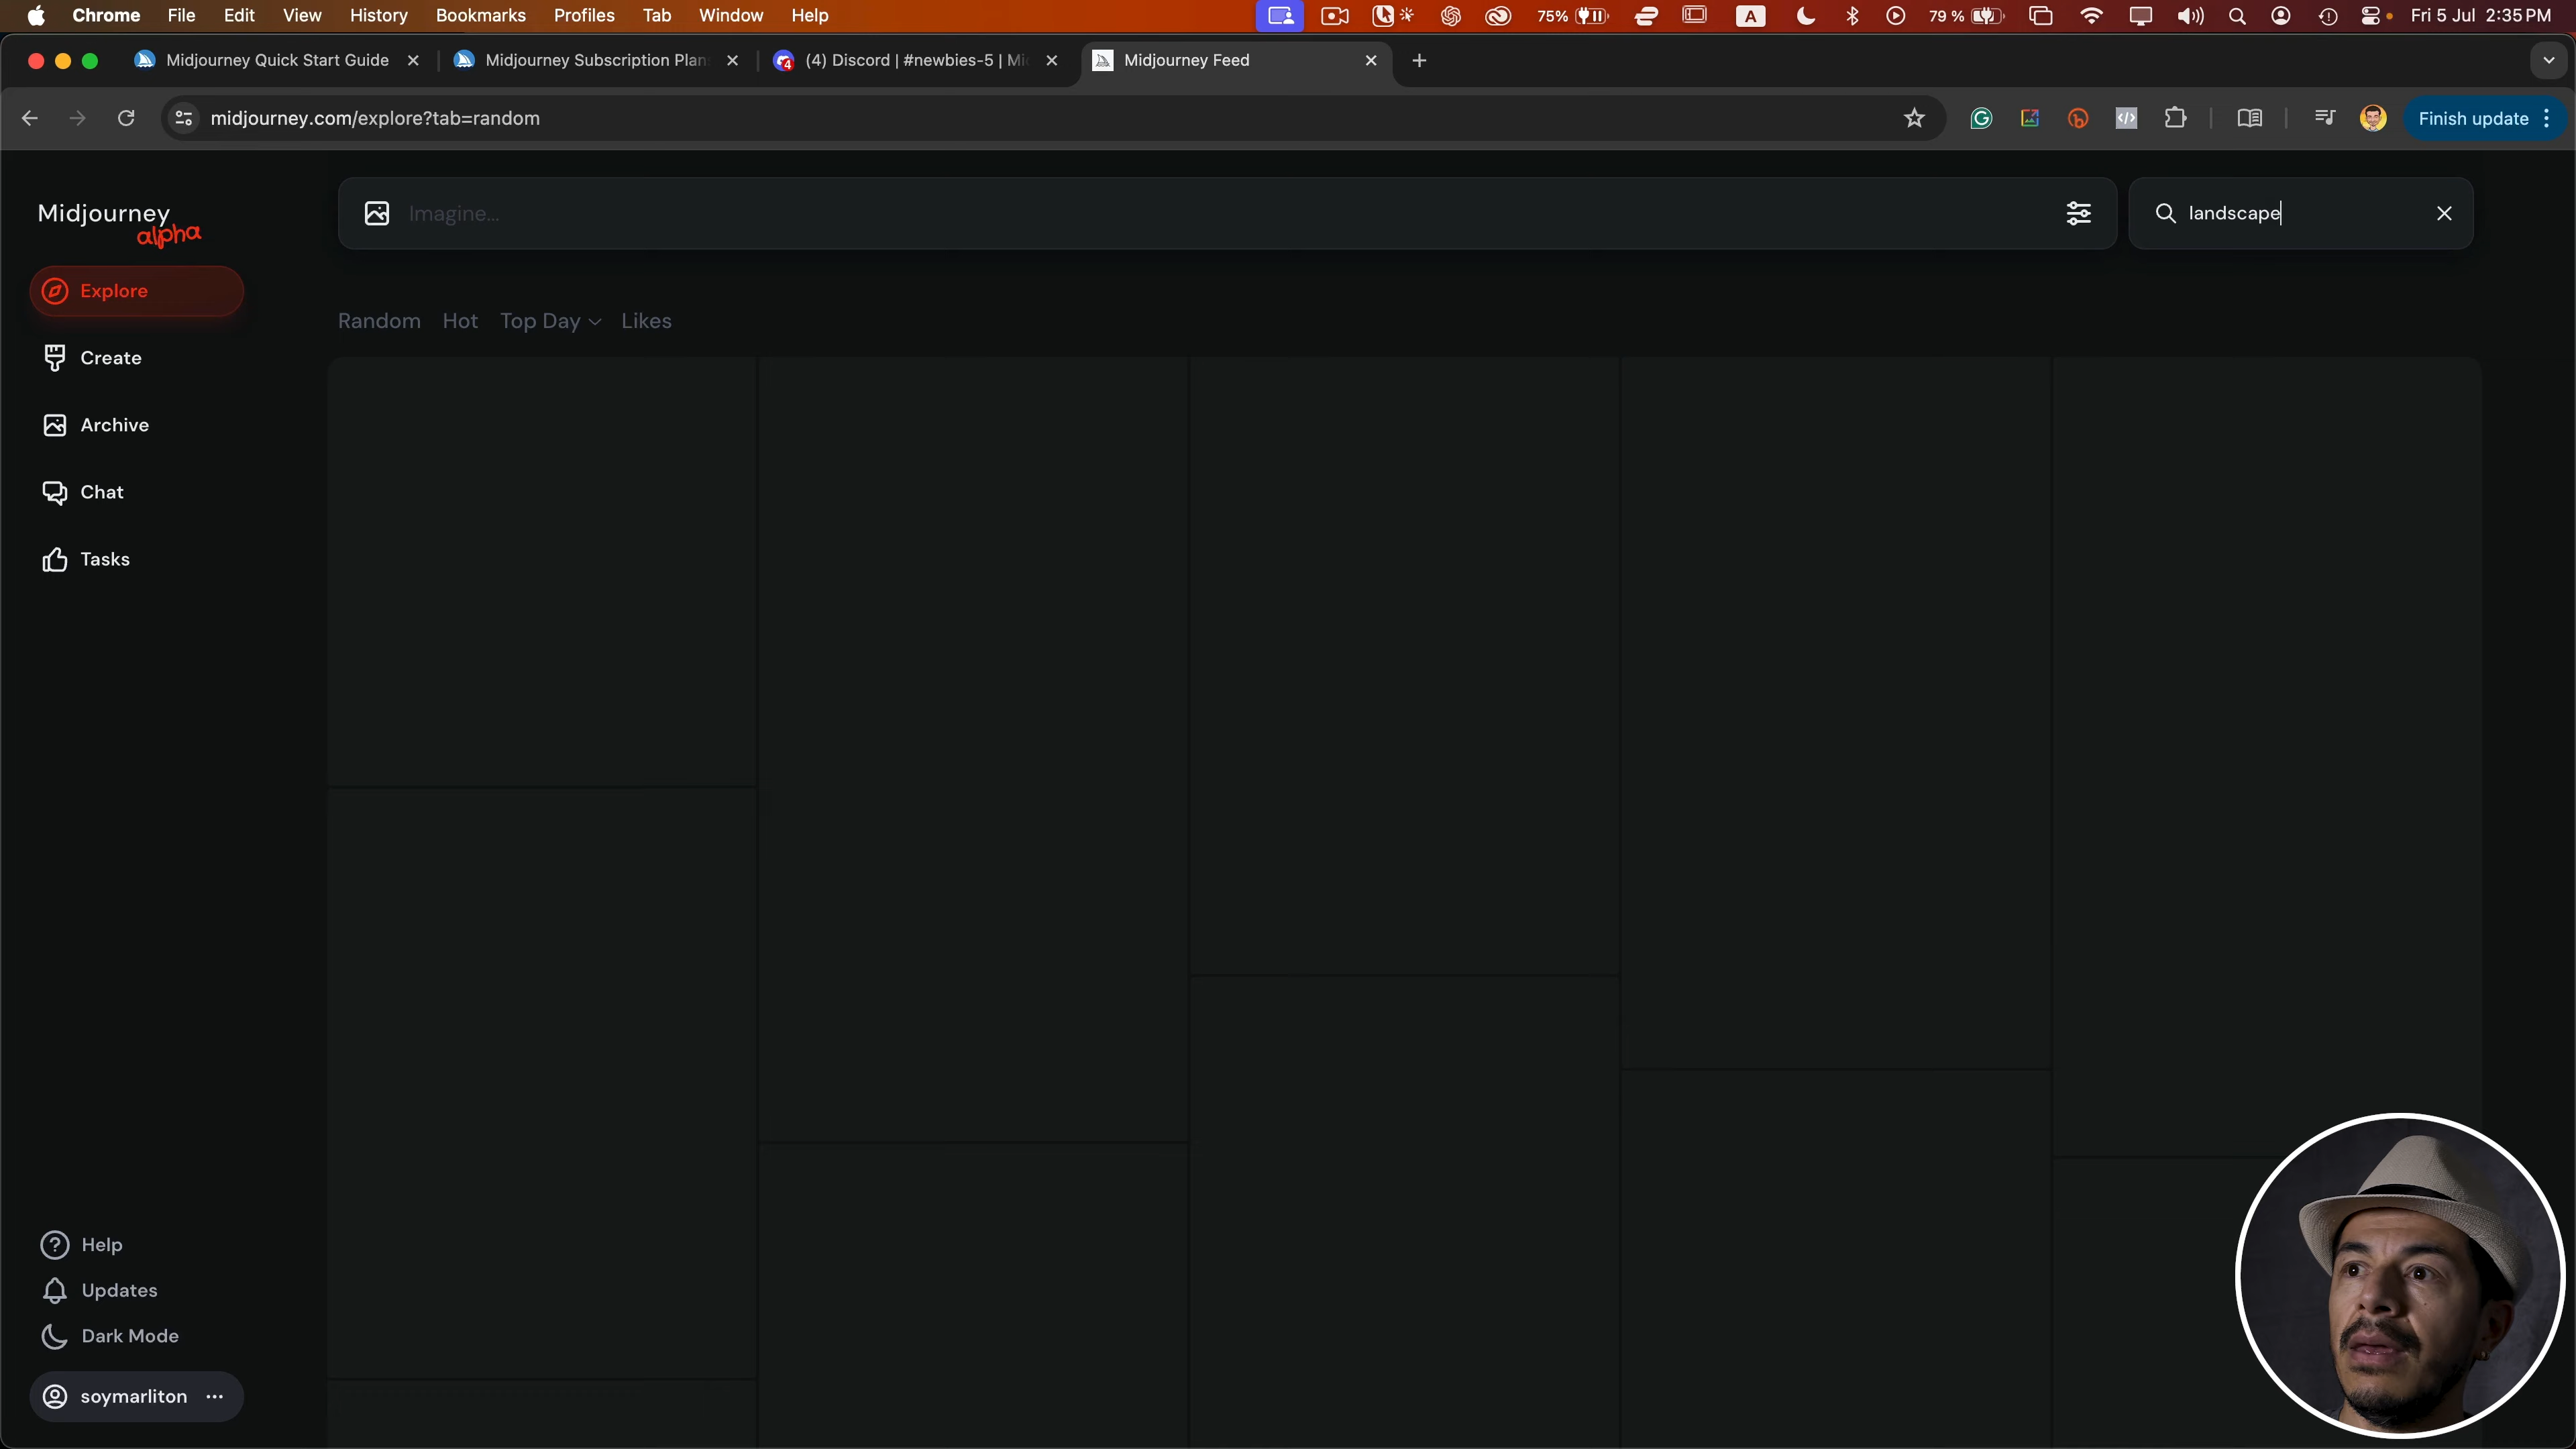 Chrome File Edit View History Bookmarks Profiles Tab Window Help 75% A 79 % Fri 5 Jul 2:35 PM
Midjourney Quick Start Guide Midjourney Subscription Plan (4) Discord | #newbies-5 | Mi Midjourney Feed
midjourney.com/explore?tab=random Finish update
Midjourney
alpha
Imagine...
landscape
Explore
Random Hot Top Day Likes
Create
Archive
Chat
Tasks
Help
Updates
Dark Mode
soymarliton